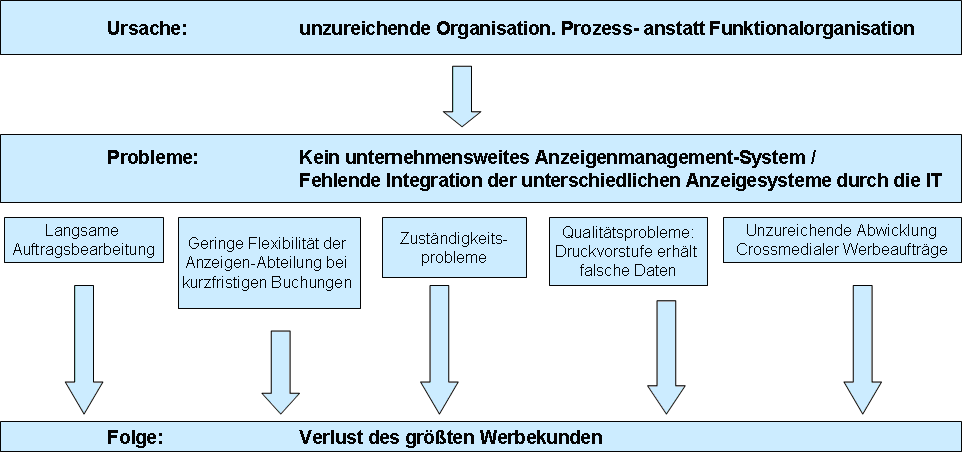 Ursache: unzureichende Organisation. Prozess- anstatt Funktionalorganisation
Probleme: Kein unternehmensweites Anzeigenmanagement-System /
Fehlende Integration der unterschiedlichen Anzeigesysteme durch die IT
Langsame
Auftragsbearbeitung
Geringe Flexibilität der
Anzeigen-Abteilung bei
kurzfristigen Buchungen
Zuständigkeits-
probleme
Qualitätsprobleme:
Druckvorstufe erhält
falsche Daten
Unzureichende Abwicklung
Crossmedialer Werbeaufträge
Folge: Verlust des größten Werbekunden